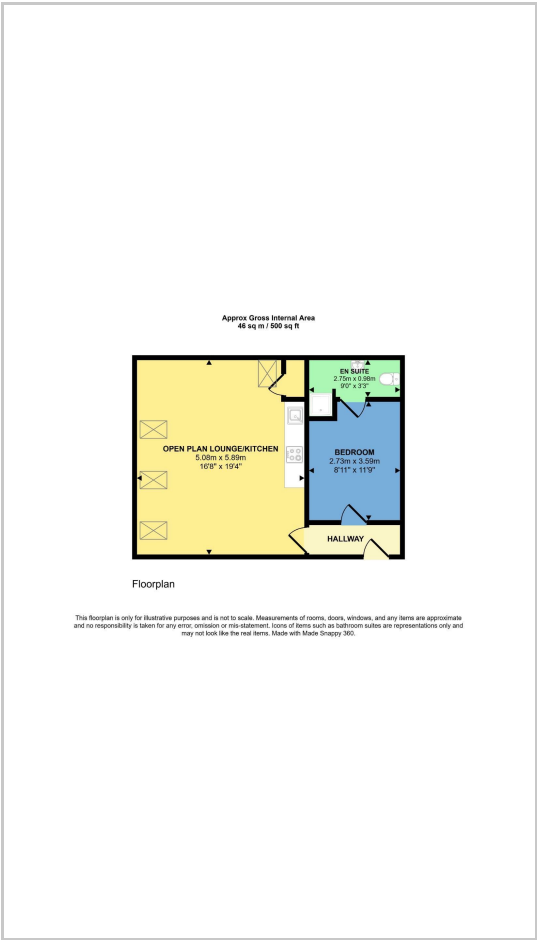 Approx Gross Internal Area
46 sq m / 500 sq ft
EN SUITE
2.75m x 0.98m
9'0" x 3'3"
OPEN PLAN LOUNGE/KITCHEN
5.08m x 5.89m
16'8" x 19'4"
BEDROOM
2.73m x 3.59m
8'11" x 11'9"
HALLWAY
Floorplan
This floorplan is only for illustrative purposes and is not to scale. Measurements of rooms, doors, windows, and any items are approximate
and no responsibility is taken for any error, omission or mis-statement. Icons of items such as bathroom suites are representations only and
may not look like the real items. Made with Made Snappy 360.